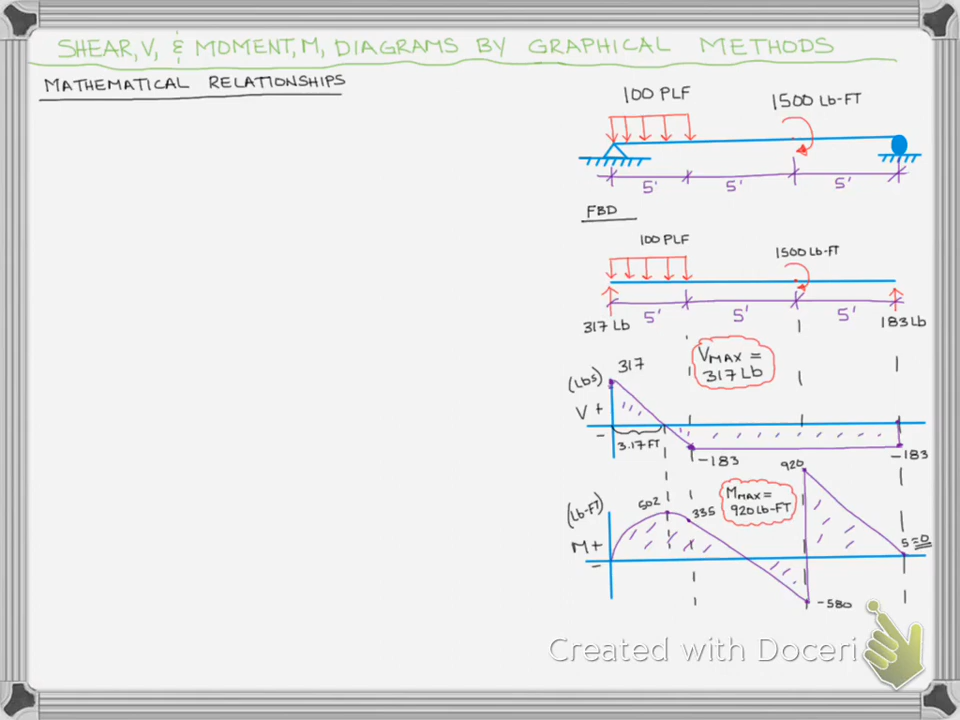 SHEAR, V, & MOMENT, M, DIAGRAMS BY GRAPHICAL METHODS
MATHEMATICAL RELATIONSHIPS
100 PLF
1500 Lb-FT
5' 5' 5'
FBD
100 PLF
1500 Lb-FT
5' 5' 5'
317 Lb
183 Lb
VMAX =
317 Lb
(Lbs)
317
V +
-
3.17 FT
-183
-183
920
(Lb-FT)
502
335
MMAX =
920 Lb-FT
M +
-
5=0
-580
Created with Doceri